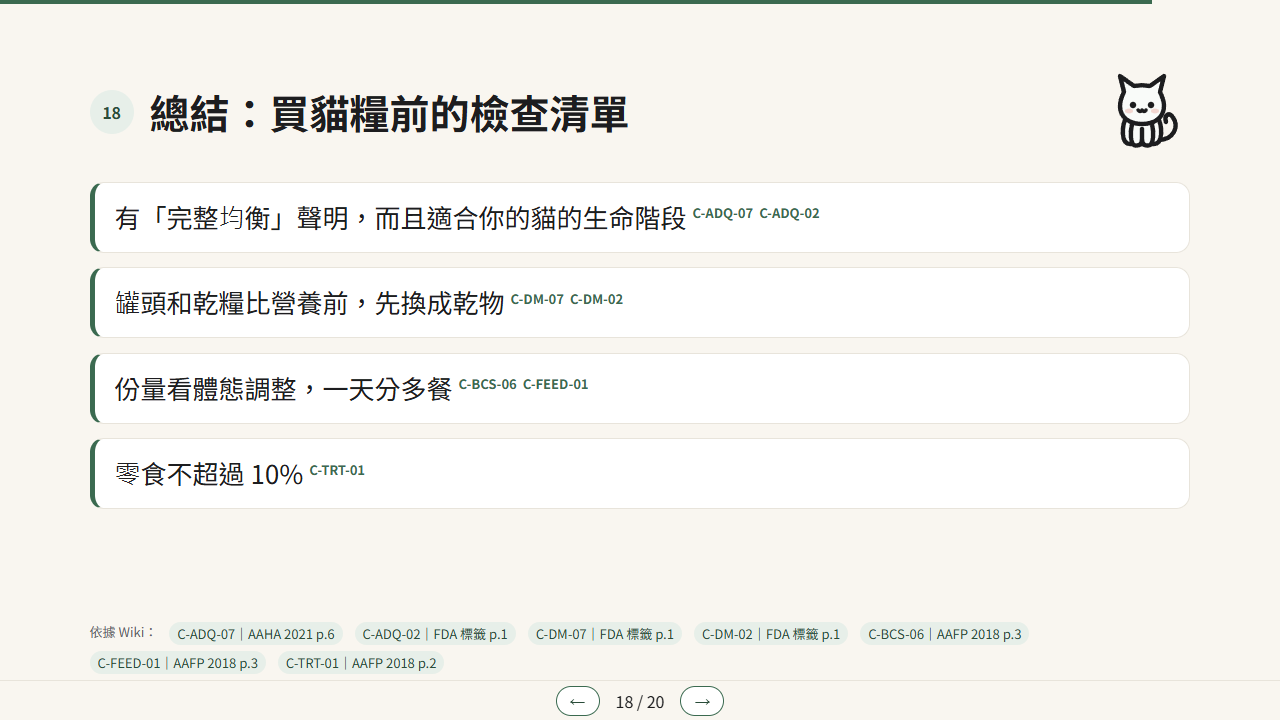 18 總結：買貓糧前的檢查清單
有「完整均衡」聲明，而且適合你的貓的生命階段 C-ADQ-07 C-ADQ-02
罐頭和乾糧比營養前，先換成乾物 C-DM-07 C-DM-02
份量看體態調整，一天分多餐 C-BCS-06 C-FEED-01
零食不超過 10% C-TRT-01
依據 Wiki： C-ADQ-07｜AAHA 2021 p.6 C-ADQ-02｜FDA 標籤 p.1 C-DM-07｜FDA 標籤 p.1 C-DM-02｜FDA 標籤 p.1 C-BCS-06｜AAFP 2018 p.3
C-FEED-01｜AAFP 2018 p.3 C-TRT-01｜AAFP 2018 p.2
← 18 / 20 →